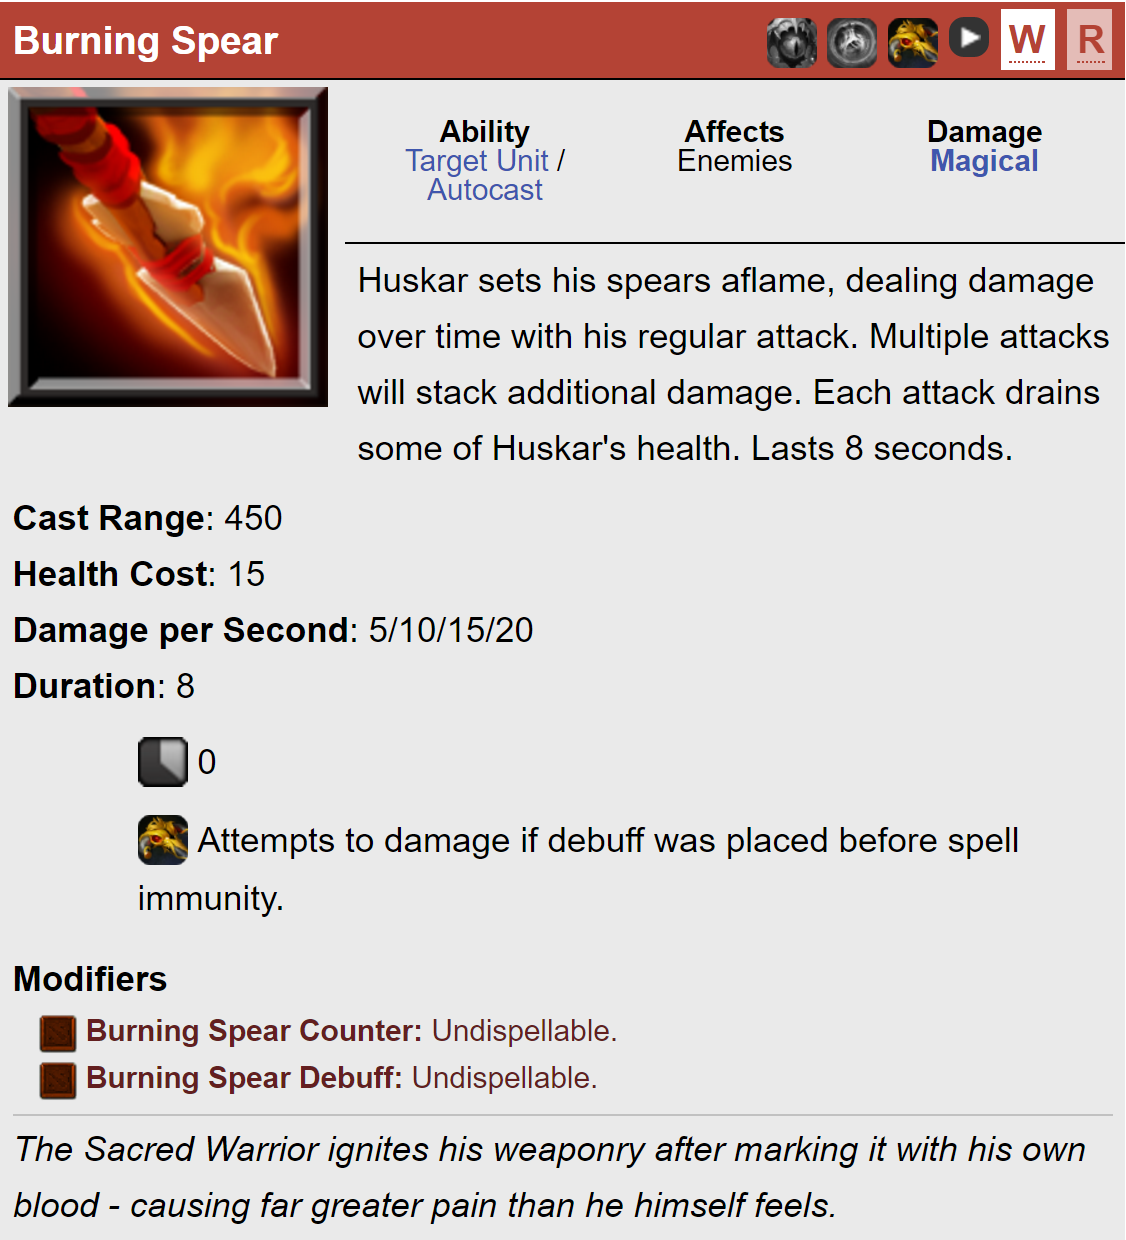 Burning Spear
W R
Ability
Target Unit /
Autocast
Affects
Enemies
Damage
Magical
Huskar sets his spears aflame, dealing damage
over time with his regular attack. Multiple attacks
will stack additional damage. Each attack drains
some of Huskar's health. Lasts 8 seconds.
Cast Range: 450
Health Cost: 15
Damage per Second: 5/10/15/20
Duration: 8
0
Attempts to damage if debuff was placed before spell
immunity.
Modifiers
Burning Spear Counter: Undispellable.
Burning Spear Debuff: Undispellable.
The Sacred Warrior ignites his weaponry after marking it with his own
blood - causing far greater pain than he himself feels.